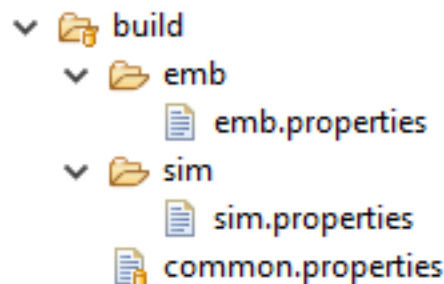 build
emb
emb.properties
sim
sim.properties
common.properties